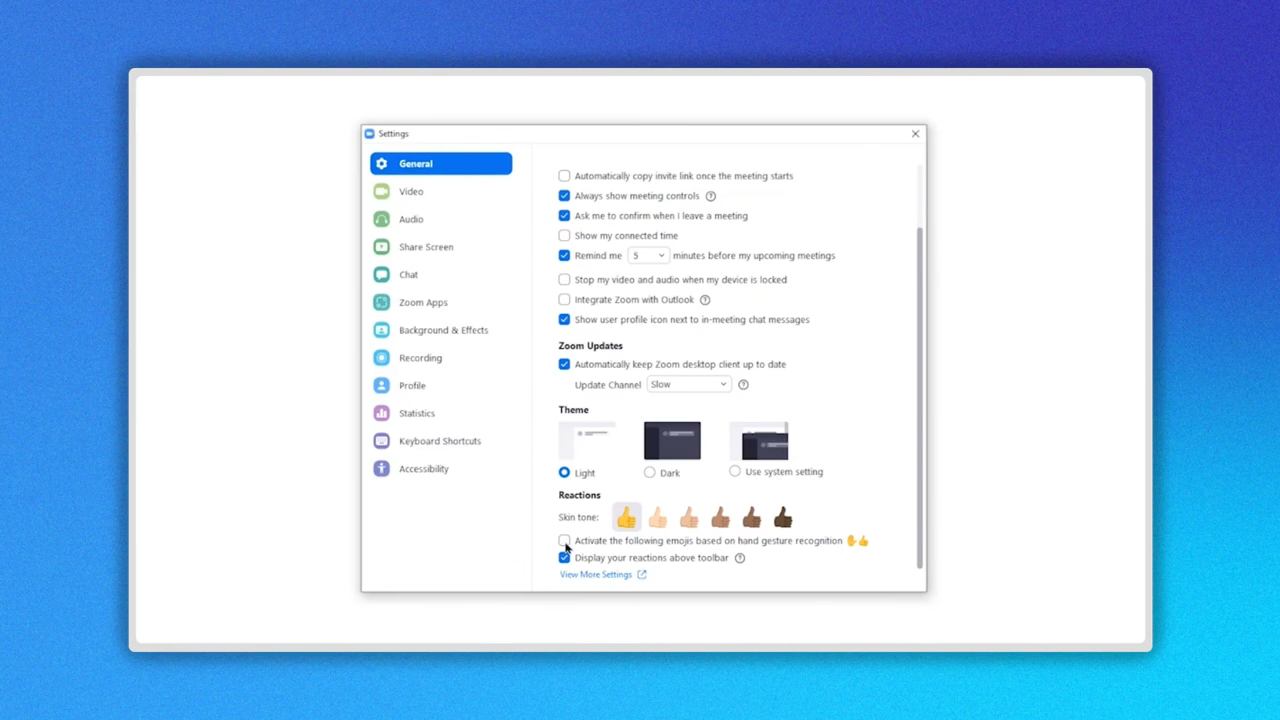 Settings
General
Video
Audio
Share Screen
Chat
Zoom Apps
Background & Effects
Recording
Profile
Statistics
Keyboard Shortcuts
Accessibility
Automatically copy invite link once the meeting starts
Always show meeting controls ?
Ask me to confirm when i leave a meeting
Show my connected time
Remind me 5 minutes before my upcoming meetings
Stop my video and audio when my device is locked
Integrate Zoom with Outlook ?
Show user profile icon next to in-meeting chat messages
Zoom Updates
Automatically keep Zoom desktop client up to date
Update Channel Slow ?
Theme
Light Dark Use system setting
Reactions
Skin tone:
Activate the following emojis based on hand gesture recognition
Display your reactions above toolbar ?
View More Settings